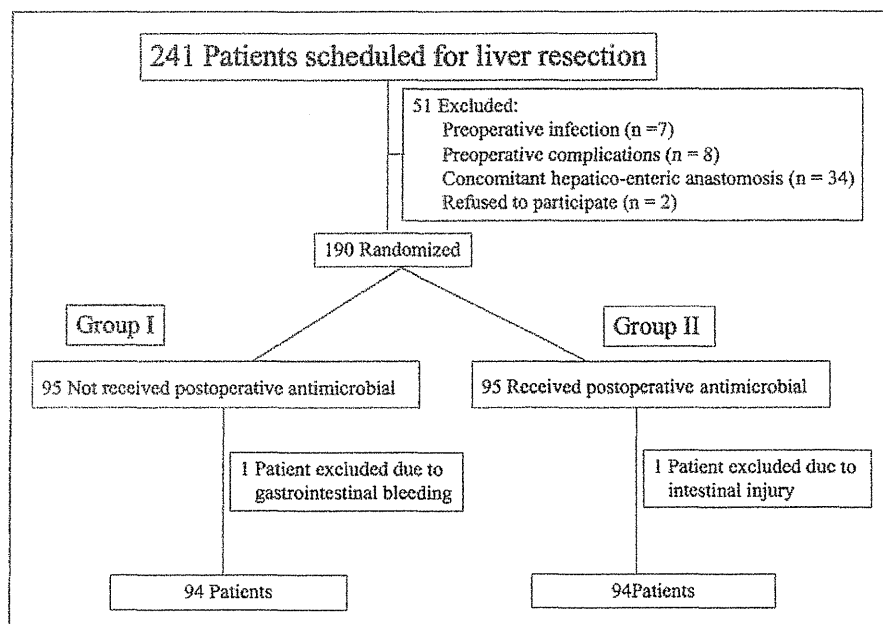 241 Patients scheduled for liver resection
51 Excluded:
Preoperative infection (n =7)
Preoperative complications (n = 8)
Concomitant hepatico-enteric anastomosis (n = 34)
Refused to participate (n = 2)
190 Randomized
Group I
Group II
95 Not received postoperative antimicrobial
95 Received postoperative antimicrobial
1 Patient excluded due to
gastrointestinal bleeding
1 Patient excluded due to
intestinal injury
94 Patients
94Patients